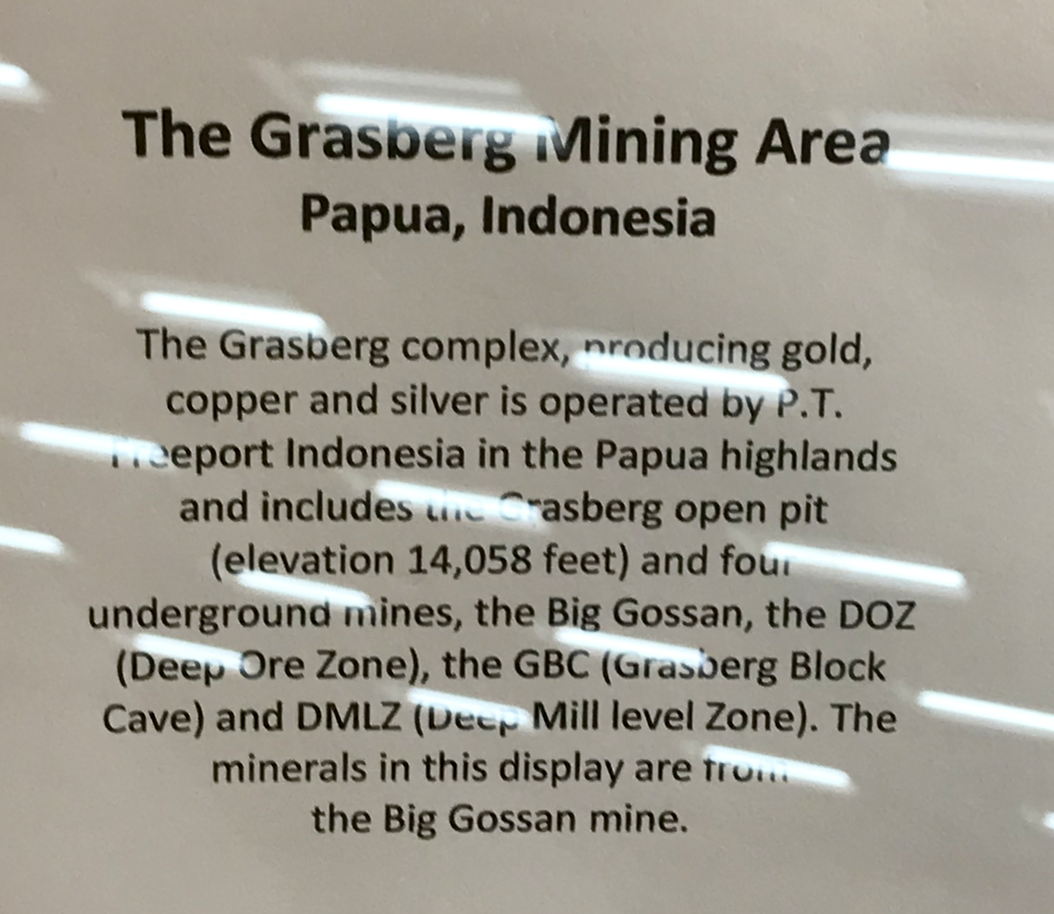 The Grasberg Mining Area
Papua, Indonesia
The Grasberg complex, producing gold,
copper and silver is operated by P.T.
Freeport Indonesia in the Papua highlands
and includes the Grasberg open pit
(elevation 14,058 feet) and four
underground mines, the Big Gossan, the DOZ
(Deep Ore Zone), the GBC (Grasberg Block
Cave) and DMLZ (Deep Mill level Zone). The
minerals in this display are from
the Big Gossan mine.